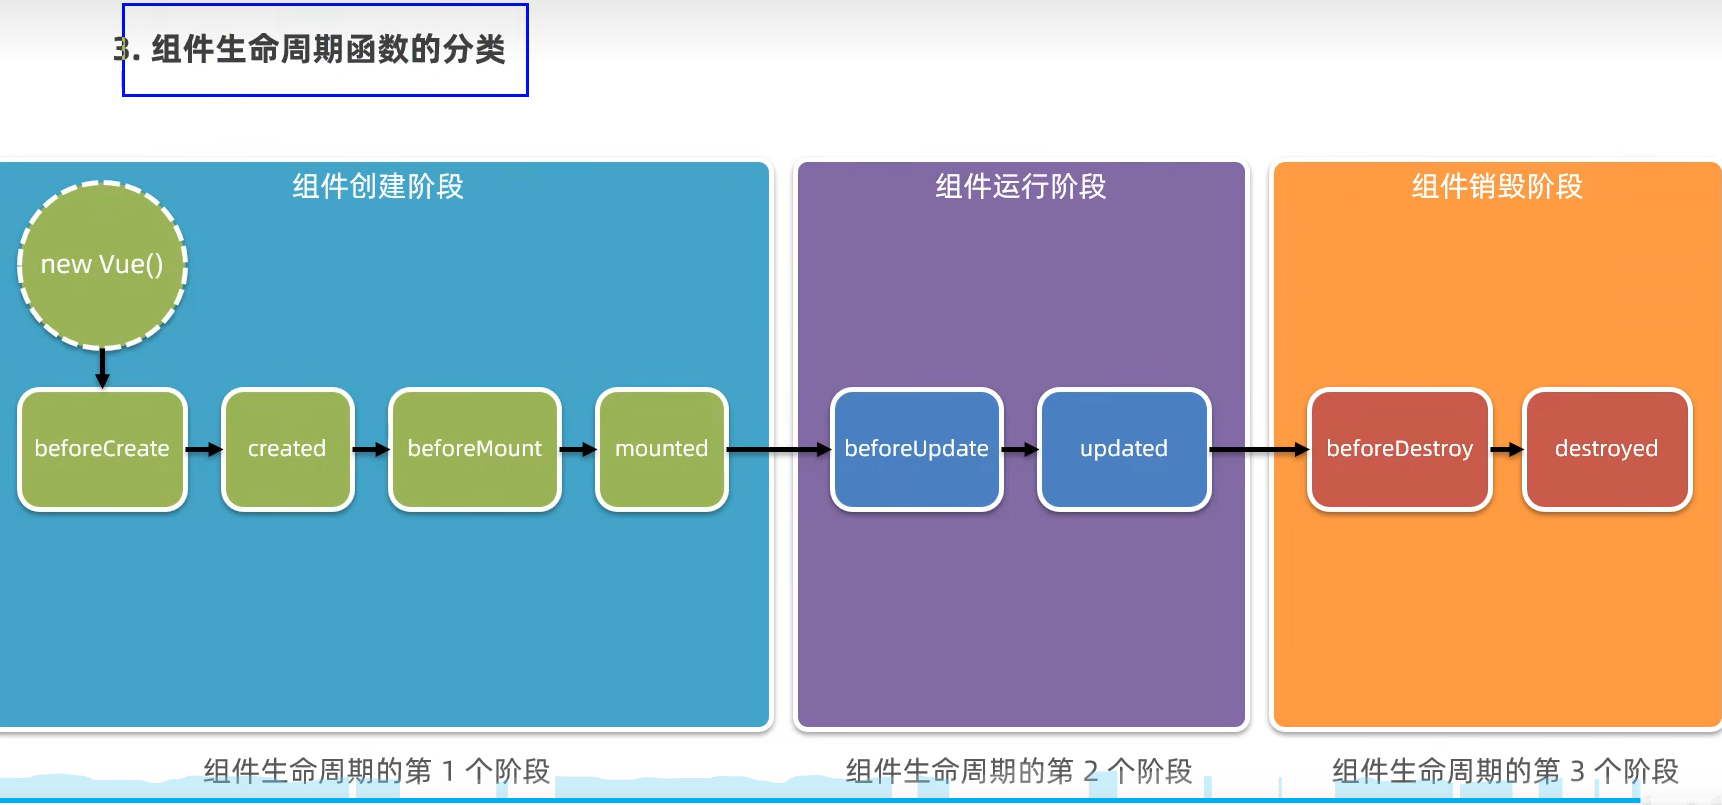 3. 组件生命周期函数的分类
组件创建阶段
new Vue()
beforeCreate
created
beforeMount
mounted
组件运行阶段
beforeUpdate
updated
组件销毁阶段
beforeDestroy
destroyed
组件生命周期的第 1 个阶段
组件生命周期的第 2 个阶段
组件生命周期的第 3 个阶段